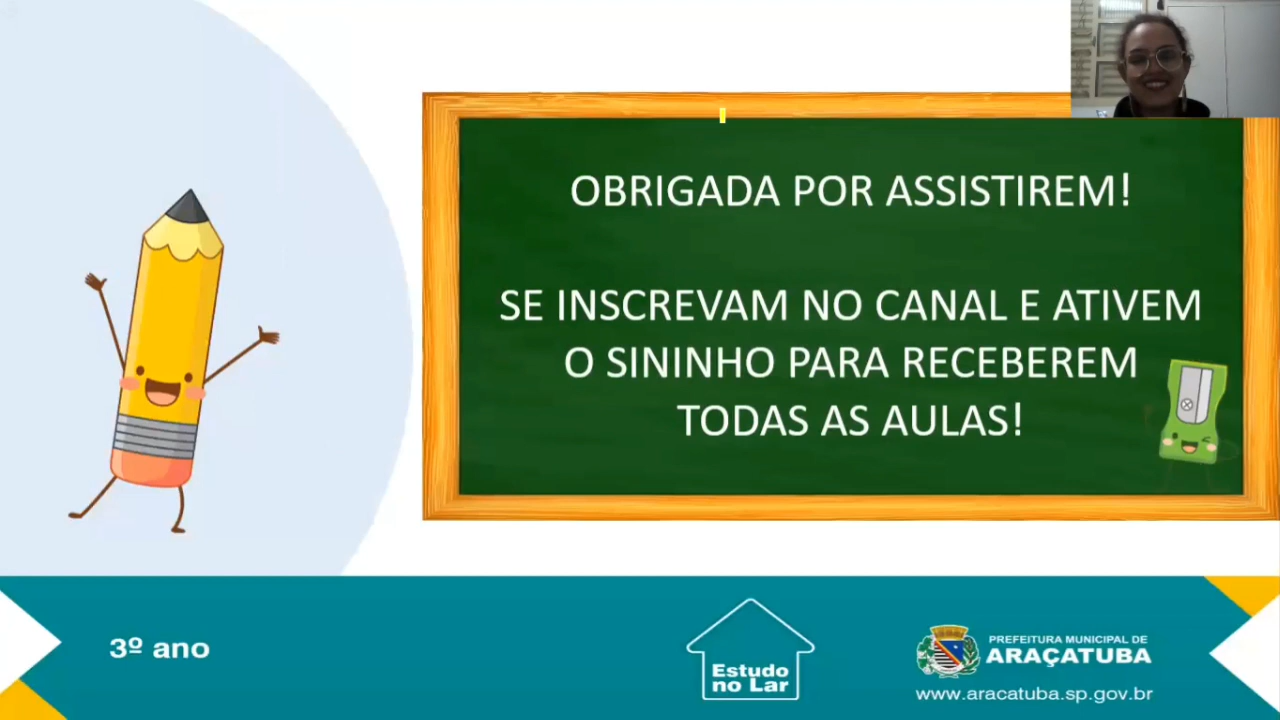 OBRIGADA POR ASSISTIREM!
SE INSCREVAM NO CANAL E ATIVEM
O SININHO PARA RECEBEREM
TODAS AS AULAS!
3º ano
Estudo
no Lar
PREFEITURA MUNICIPAL DE
ARAÇATUBA
www.aracatuba.sp.gov.br